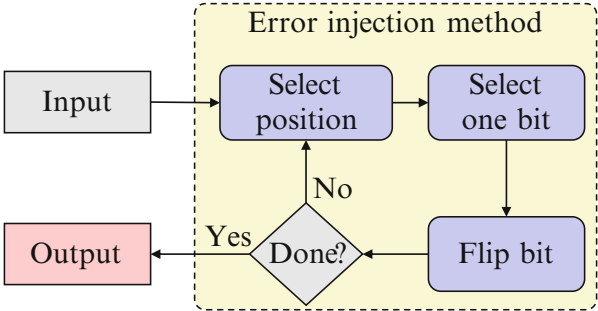 Error injection method
Input
Select
position
Select
one bit
No
Output
Yes
Done?
Flip bit